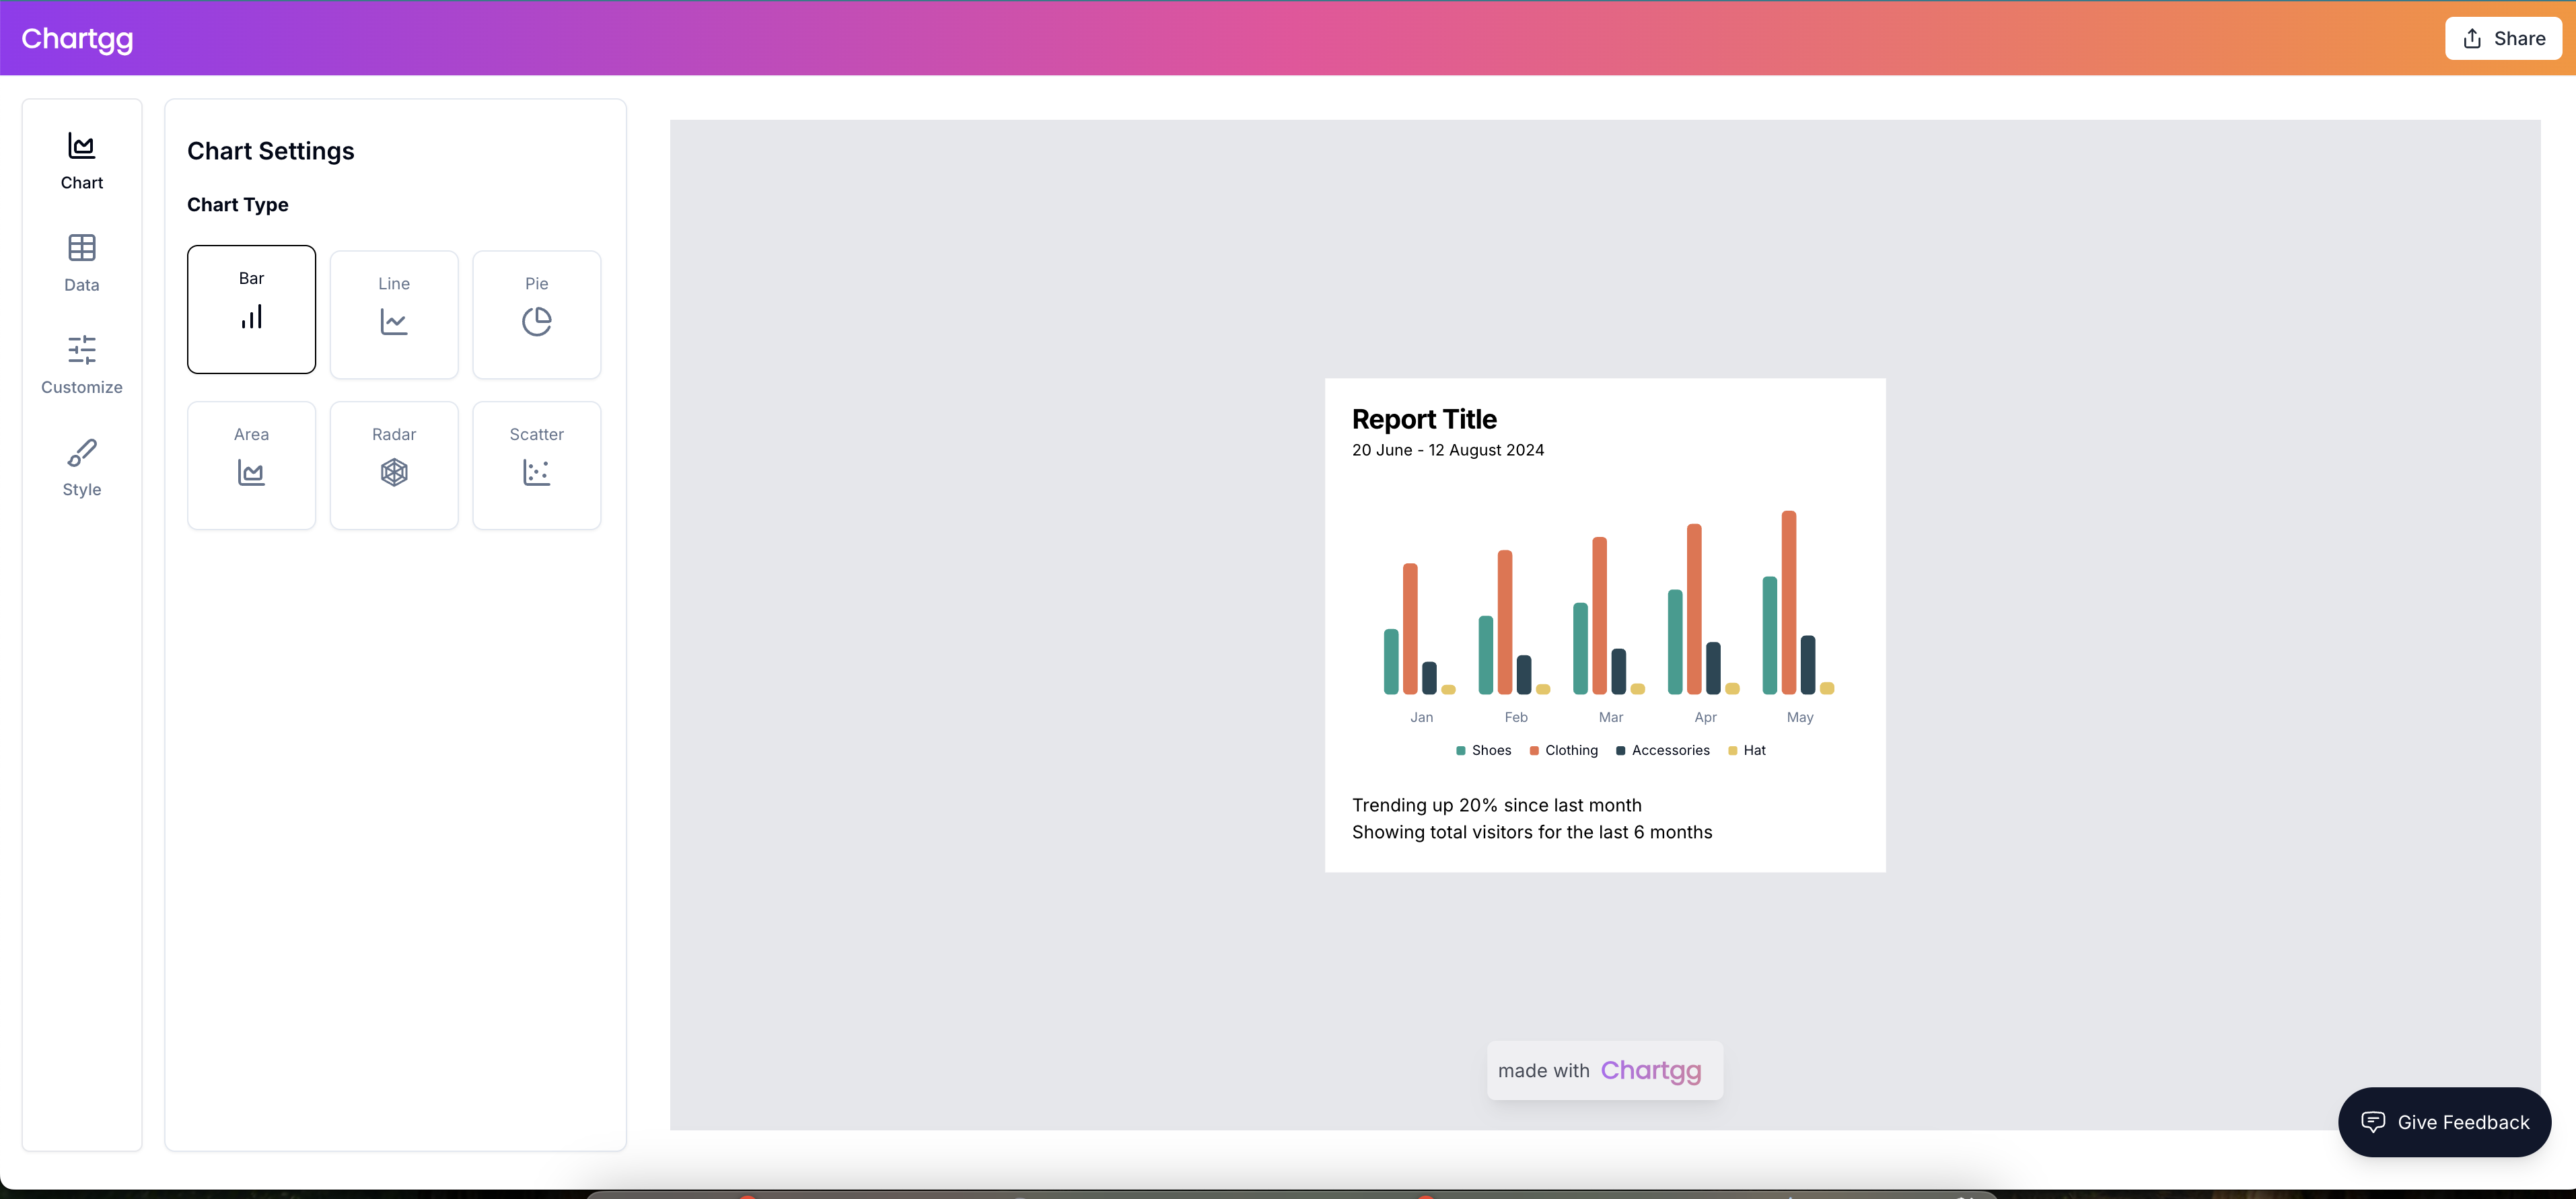 Chartgg
Share
Chart
Data
Customize
Style
Chart Settings
Chart Type
Bar
Line
Pie
Area
Radar
Scatter
Report Title
20 June - 12 August 2024
Jan Feb Mar Apr May
Shoes Clothing Accessories Hat
Trending up 20% since last month
Showing total visitors for the last 6 months
made with Chartgg
Give Feedback